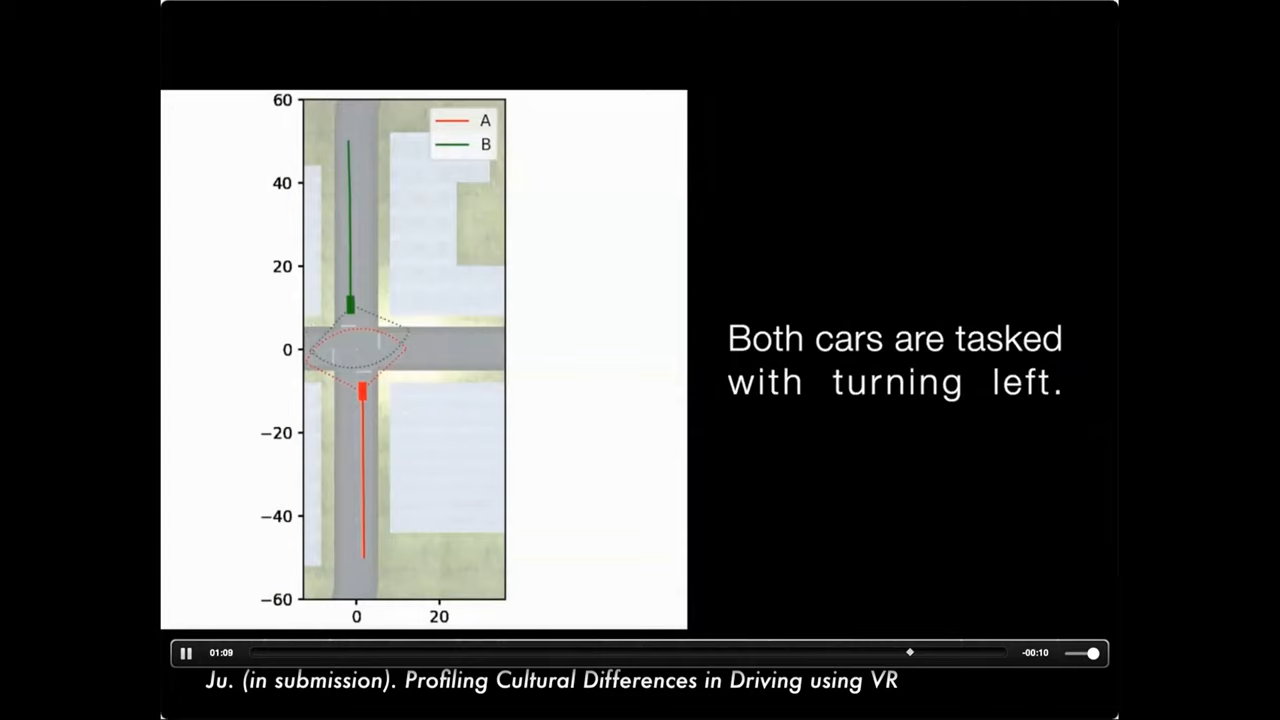 60
40
20
0
−20
−40
−60
0 20
A
B
Both cars are tasked
with turning left.
01:09
-00:10
Ju. (in submission). Profiling Cultural Differences in Driving using VR